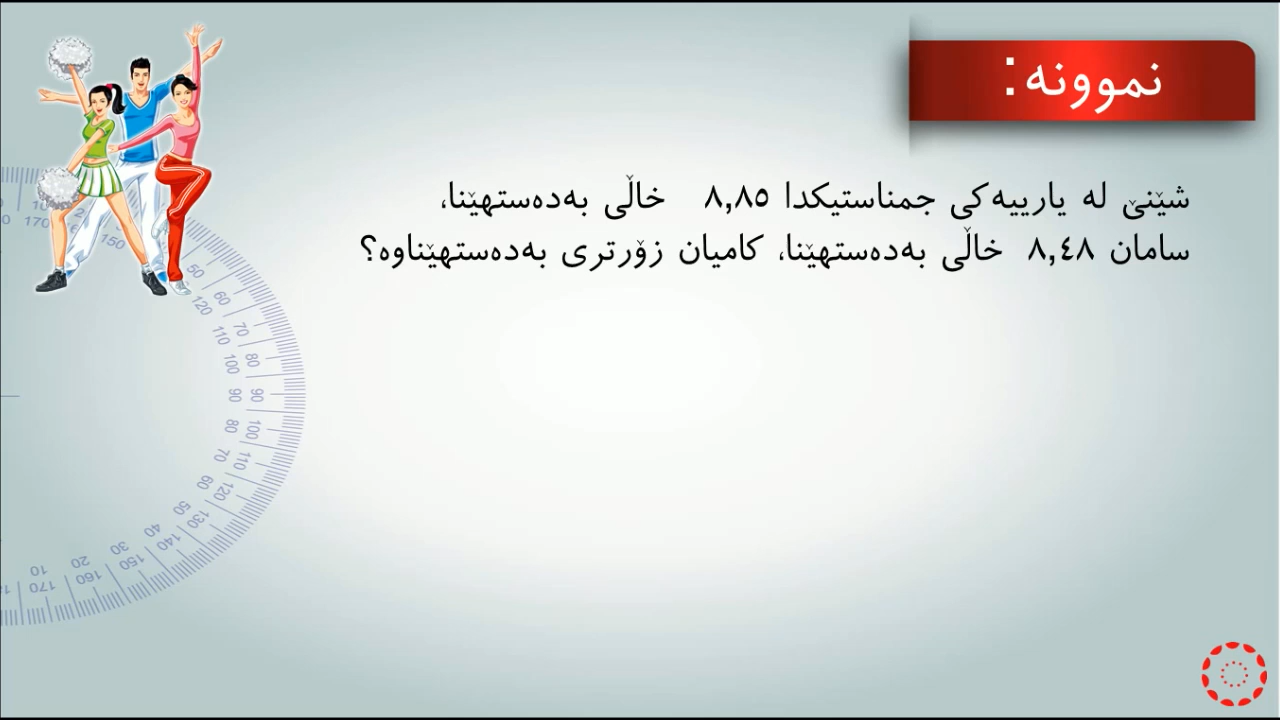 نموونە:
شێنێ لە یارییەکی جمناستیکدا ٨,٨٥ خاڵی بەدەستهێنا،
سامان ٨,٤٨ خاڵی بەدەستهێنا، کامیان زۆرتری بەدەستهێناوە؟